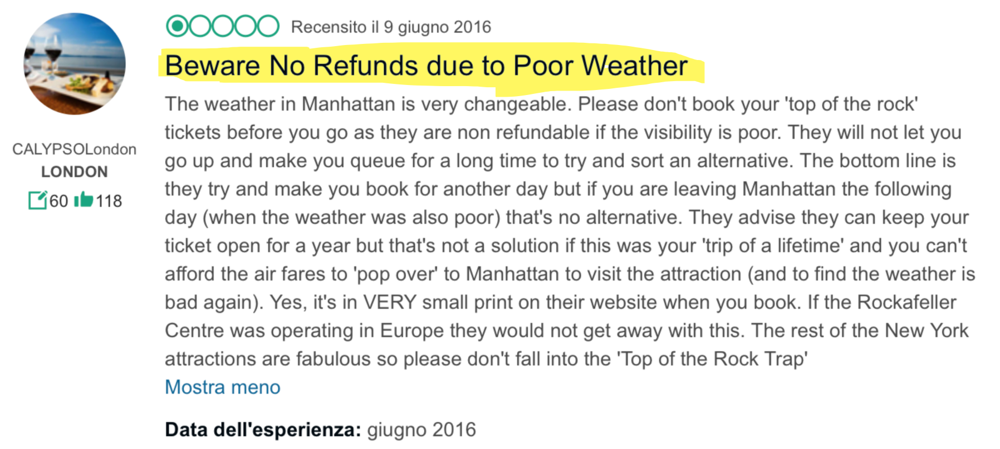 Recensito il 9 giugno 2016
Beware No Refunds due to Poor Weather
The weather in Manhattan is very changeable. Please don't book your 'top of the rock'
tickets before you go as they are non refundable if the visibility is poor. They will not let you
go up and make you queue for a long time to try and sort an alternative. The bottom line is
they try and make you book for another day but if you are leaving Manhattan the following
day (when the weather was also poor) that's no alternative. They advise they can keep your
ticket open for a year but that's not a solution if this was your 'trip of a lifetime' and you can't
afford the air fares to 'pop over' to Manhattan to visit the attraction (and to find the weather is
bad again). Yes, it's in VERY small print on their website when you book. If the Rockafeller
Centre was operating in Europe they would not get away with this. The rest of the New York
attractions are fabulous so please don't fall into the 'Top of the Rock Trap'
Mostra meno
Data dell'esperienza: giugno 2016
CALYPSOLondon
LONDON
60 118